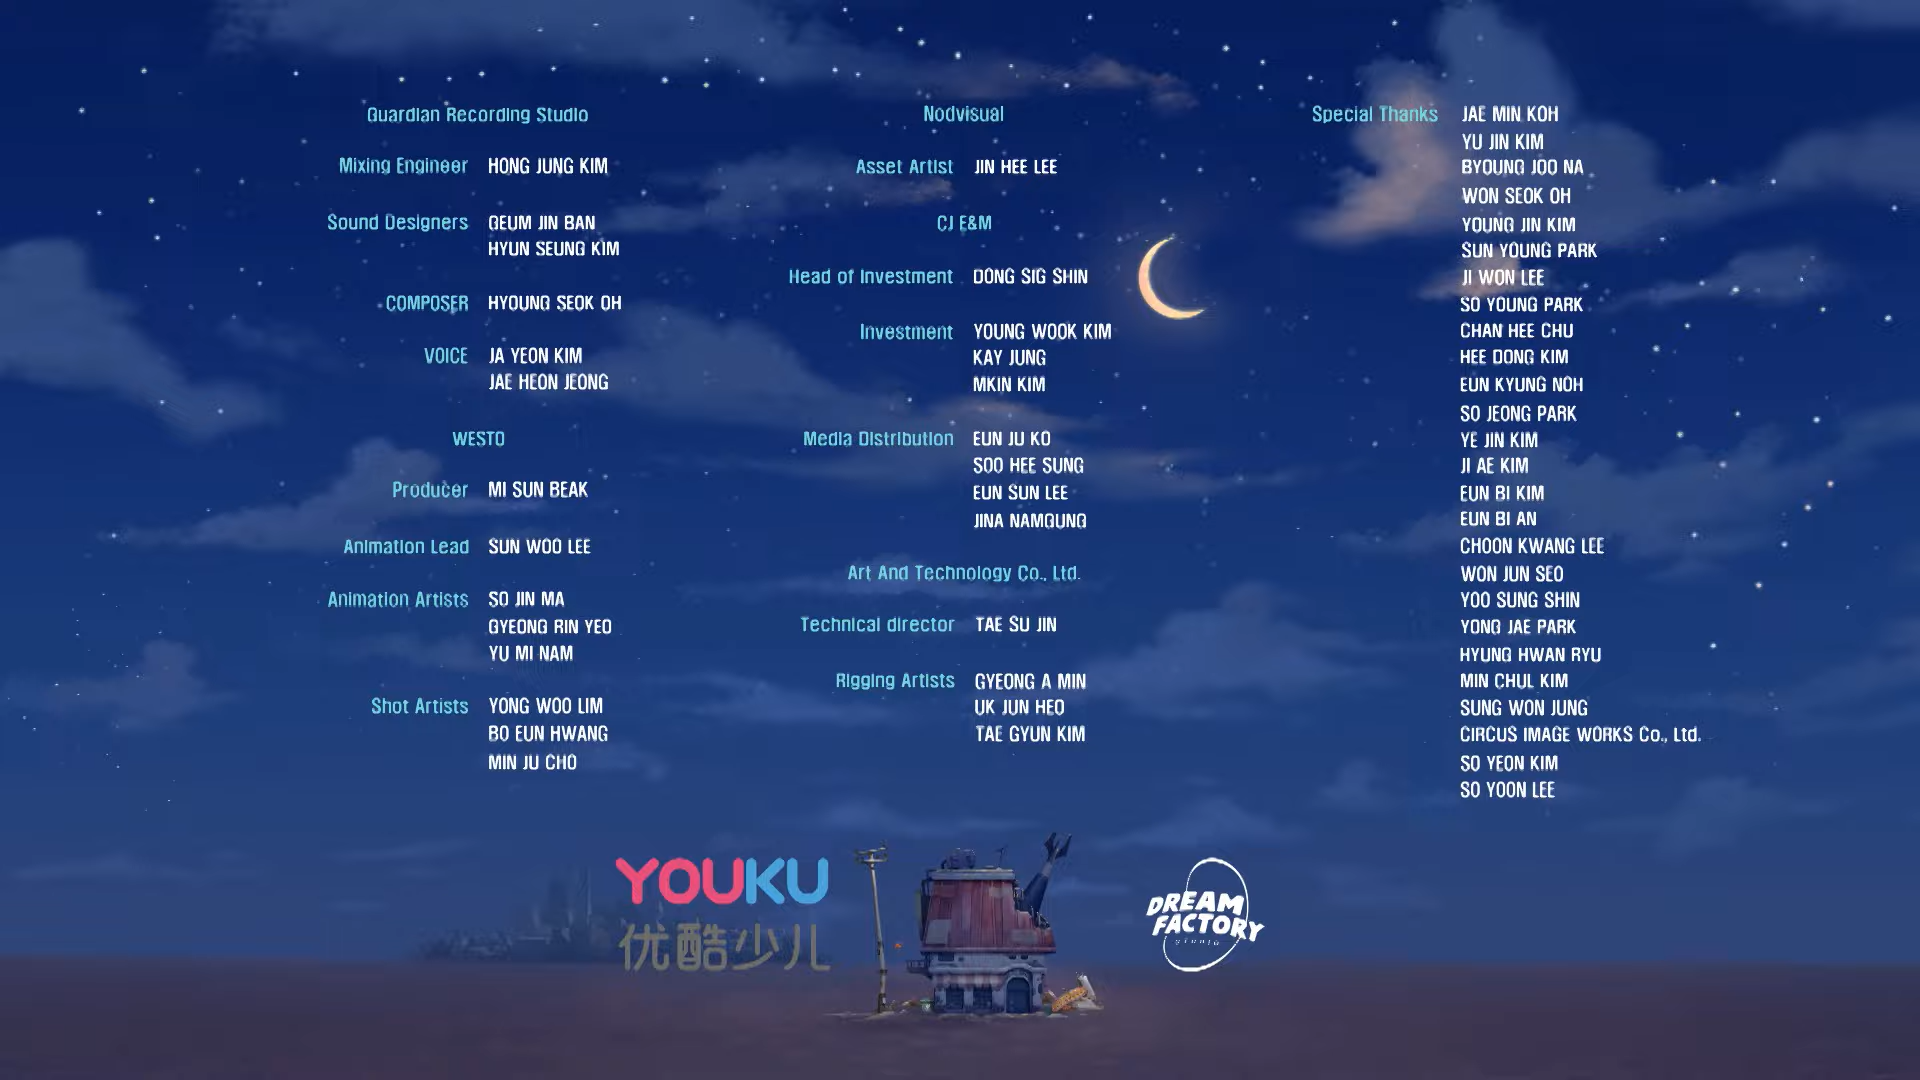 Guardian Recording Studio
Mixing Engineer HONG JUNG KIM
Sound Designers GEUM JIN BAN
HYUN SEUNG KIM
COMPOSER HYOUNG SEOK OH
VOICE JA YEON KIM
JAE HEON JEONG
WESTO
Producer MI SUN BEAK
Animation Lead SUN WOO LEE
Animation Artists SO JIN MA
GYEONG RIN YEO
YU MI NAM
Shot Artists YONG WOO LIM
BO EUN HWANG
MIN JU CHO
Nodvisual
Asset Artist JIN HEE LEE
CJ E&M
Head of Investment DONG SIG SHIN
Investment YOUNG WOOK KIM
KAY JUNG
MKIN KIM
Media Distribution EUN JU KO
SOO HEE SUNG
EUN SUN LEE
JINA NAMGUNG
Art And Technology Co., Ltd.
Technical director TAE SU JIN
Rigging Artists GYEONG A MIN
UK JUN HEO
TAE GYUN KIM
Special Thanks JAE MIN KOH
YU JIN KIM
BYOUNG JOO NA
WON SEOK OH
YOUNG JIN KIM
SUN YOUNG PARK
JI WON LEE
SO YOUNG PARK
CHAN HEE CHU
HEE DONG KIM
EUN KYUNG NOH
SO JEONG PARK
YE JIN KIM
JI AE KIM
EUN BI KIM
EUN BI AN
CHOON KWANG LEE
WON JUN SEO
YOO SUNG SHIN
YONG JAE PARK
HYUNG HWAN RYU
MIN CHUL KIM
SUNG WON JUNG
CIRCUS IMAGE WORKS Co., Ltd.
SO YEON KIM
SO YOON LEE
YOUKU
优酷少儿
DREAM
FACTORY